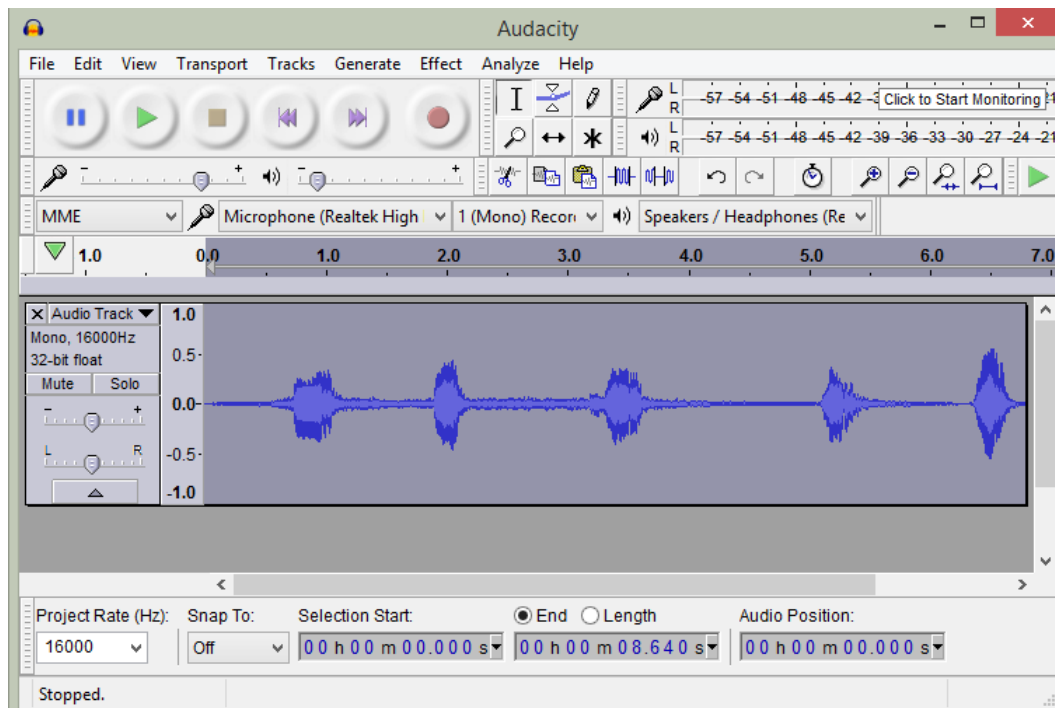 Audacity
File Edit View Transport Tracks Generate Effect Analyze Help
L
R
-57 -54 -51 -48 -45 -42
Click to Start Monitoring
L
R
-57 -54 -51 -48 -45 -42 -39 -36 -33 -30 -27 -24 -21
- +
- +
MME
Microphone (Realtek High
1 (Mono) Recor
Speakers / Headphones (Re
1.0 0.0 1.0 2.0 3.0 4.0 5.0 6.0 7.0
Audio Track
Mono, 16000Hz
32-bit float
Mute Solo
- +
L R
1.0
0.5
0.0
-0.5
-1.0
Project Rate (Hz): Snap To: Selection Start: End Length Audio Position:
16000 Off 00 h 00 m 00.000 s 00 h 00 m 08.640 s 00 h 00 m 00.000 s
Stopped.